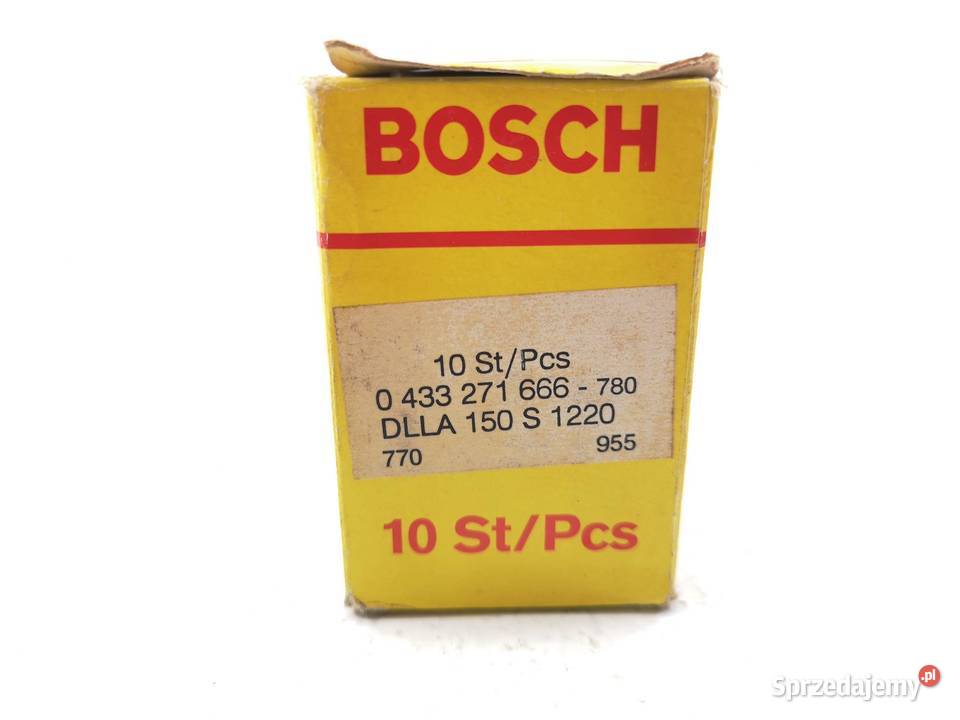 BOSCH
10 St/Pcs
0 433 271 666 - 780
DLLA 150 S 1220
770 955
10 St/Pcs
Sprzedajemy.pl